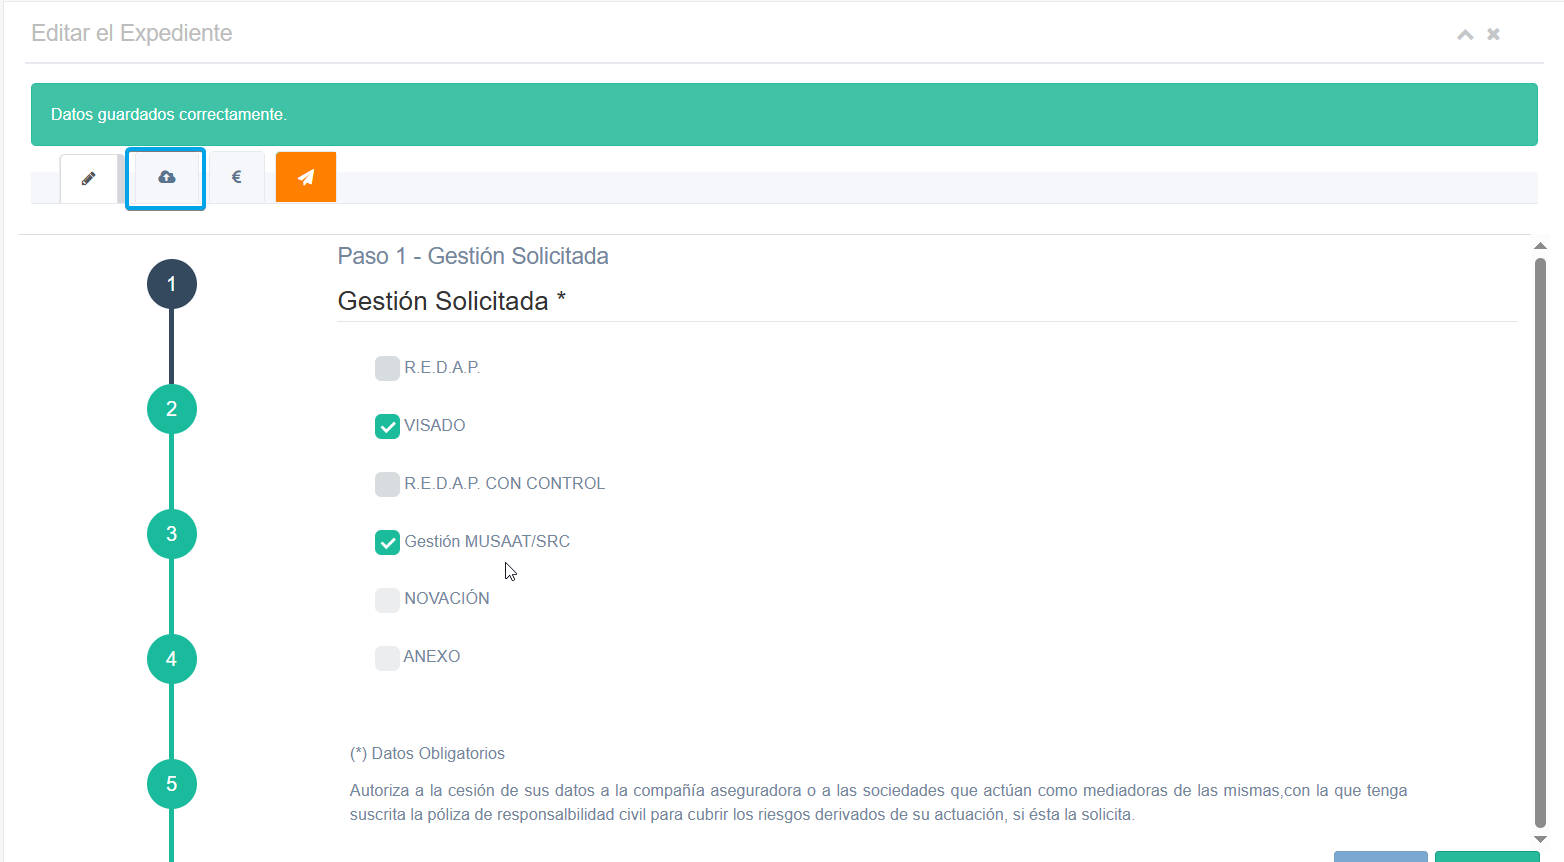 Editar el Expediente
Datos guardados correctamente.
€
Paso 1 - Gestión Solicitada
1
Gestión Solicitada *
R.E.D.A.P.
2
VISADO
R.E.D.A.P. CON CONTROL
3
Gestión MUSAAT/SRC
NOVACIÓN
4
ANEXO
(*) Datos Obligatorios
5
Autoriza a la cesión de sus datos a la compañía aseguradora o a las sociedades que actúan como mediadoras de las mismas,con la que tenga
suscrita la póliza de responsalbilidad civil para cubrir los riesgos derivados de su actuación, si ésta la solicita.